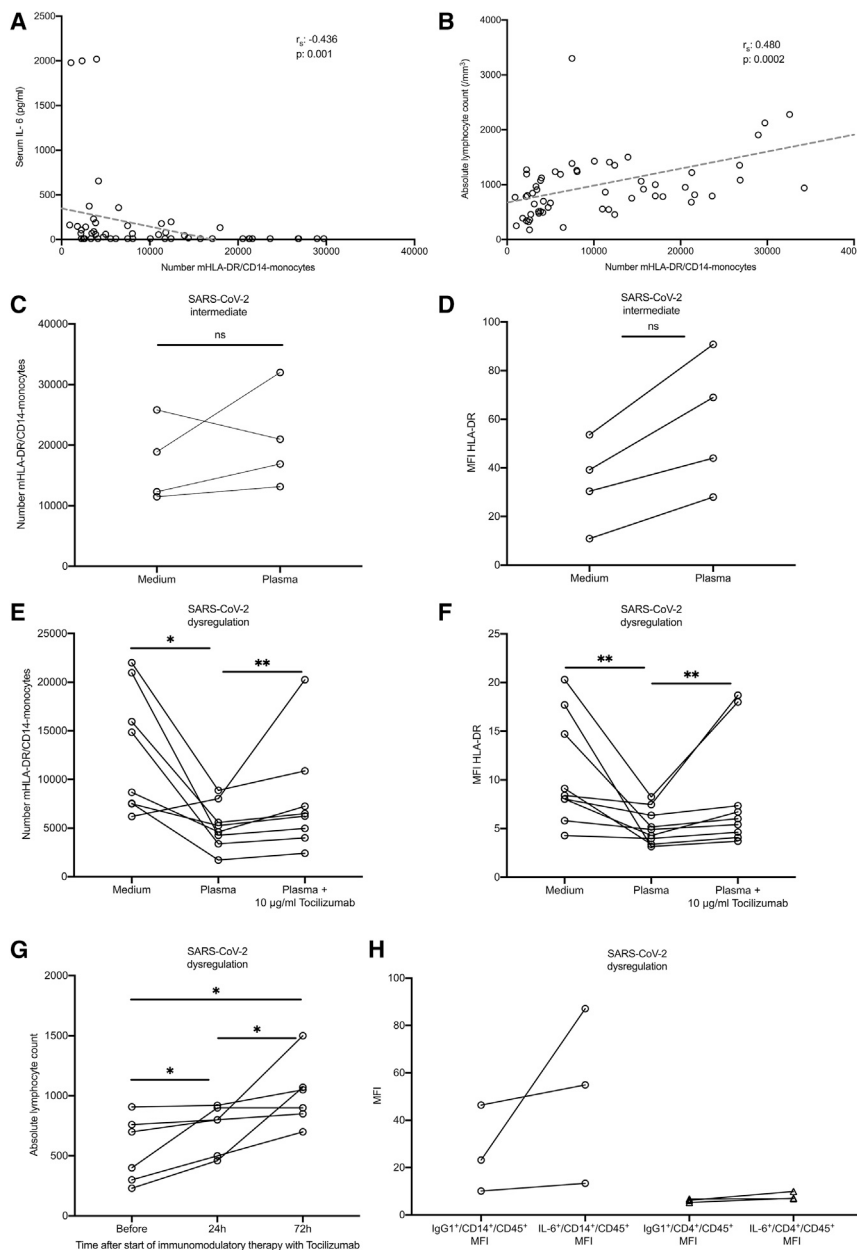 A
rs: -0.436
p: 0.001
Serum IL- 6 (pg/ml)
2500
2000
1500
1000
500
0
0 10000 20000 30000 40000
Number mHLA-DR/CD14-monocytes
B
rs: 0.480
p: 0.0002
Absolute lymphocyte count (/mm³)
4000
3000
2000
1000
0
0 10000 20000 30000 4000
Number mHLA-DR/CD14-monocytes
C
SARS-CoV-2
intermediate
ns
Number mHLA-DR/CD14-monocytes
40000
30000
20000
10000
0
Medium Plasma
D
SARS-CoV-2
intermediate
ns
MFI HLA-DR
100
80
60
40
20
0
Medium Plasma
E
SARS-CoV-2
dysregulation
* **
Number mHLA-DR/CD14-monocytes
25000
20000
15000
10000
5000
0
Medium Plasma Plasma +
10 µg/ml Tocilizumab
F
SARS-CoV-2
dysregulation
** **
MFI HLA-DR
25
20
15
10
5
0
Medium Plasma Plasma +
10 µg/ml Tocilizumab
G
SARS-CoV-2
dysregulation
*
*
*
Absolute lymphocyte count
2000
1500
1000
500
0
Before 24h 72h
Time after start of immunomodulatory therapy with Tocilizumab
H
SARS-CoV-2
dysregulation
MFI
100
80
60
40
20
0
IgG1⁺/CD14⁺/CD45⁺ IL-6⁺/CD14⁺/CD45⁺ IgG1⁺/CD4⁺/CD45⁺ IL-6⁺/CD4⁺/CD45⁺
MFI MFI MFI MFI